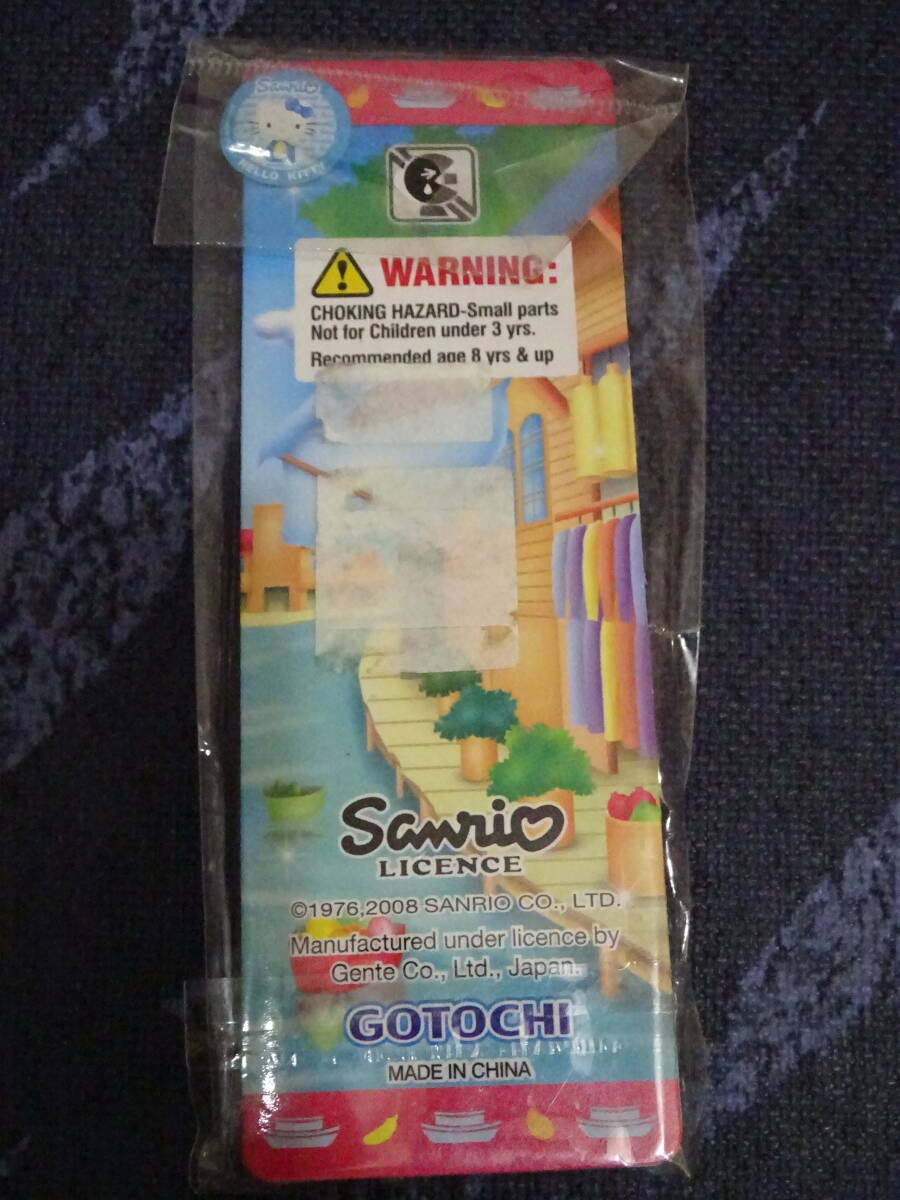 Sanrio
HELLO KITTY
WARNING:
CHOKING HAZARD-Small parts
Not for Children under 3 yrs.
Recommended age 8 yrs & up
Sanrio
LICENCE
©1976,2008 SANRIO CO., LTD.
Manufactured under licence by
Gente Co., Ltd., Japan.
GOTOCHI
MADE IN CHINA